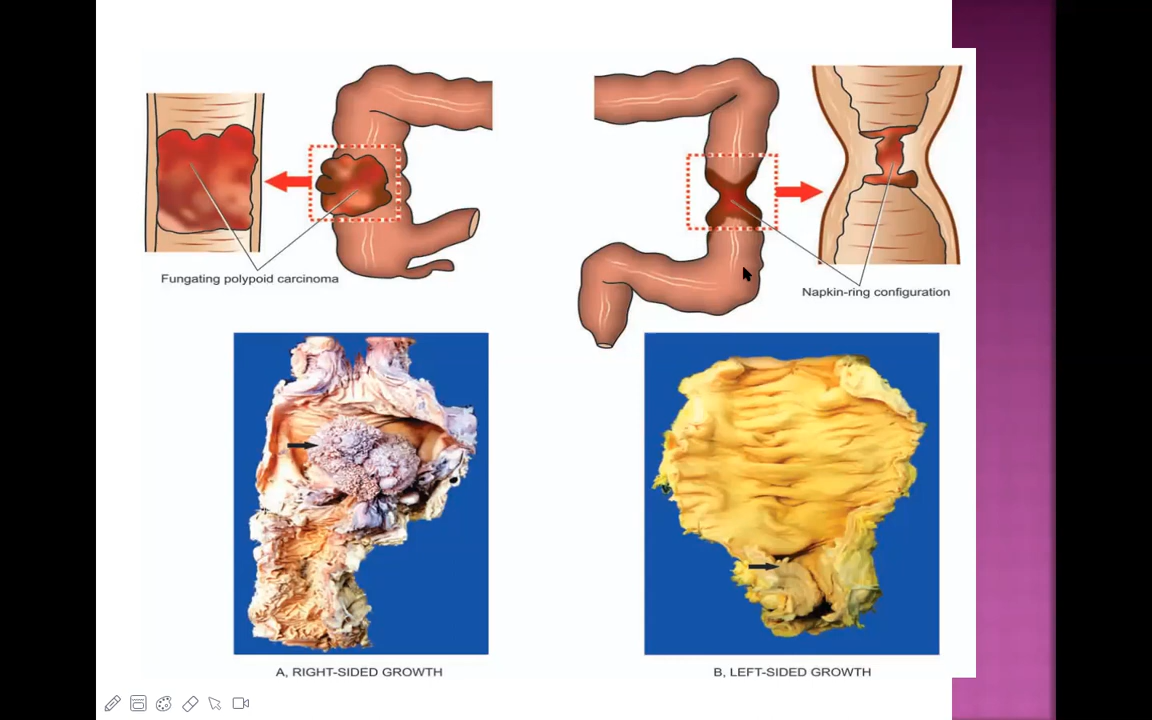 Fungating polypoid carcinoma
Napkin-ring configuration
A, RIGHT-SIDED GROWTH
B, LEFT-SIDED GROWTH